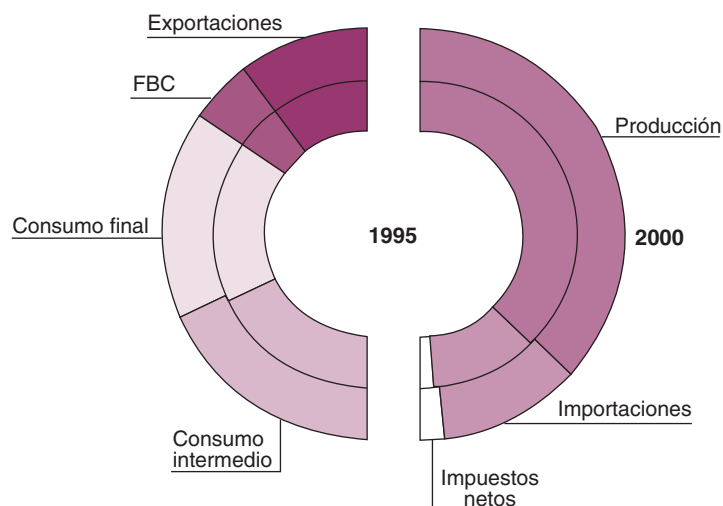 Exportaciones
FBC
Producción
Consumo final
1995
2000
Importaciones
Consumo
intermedio
Impuestos
netos